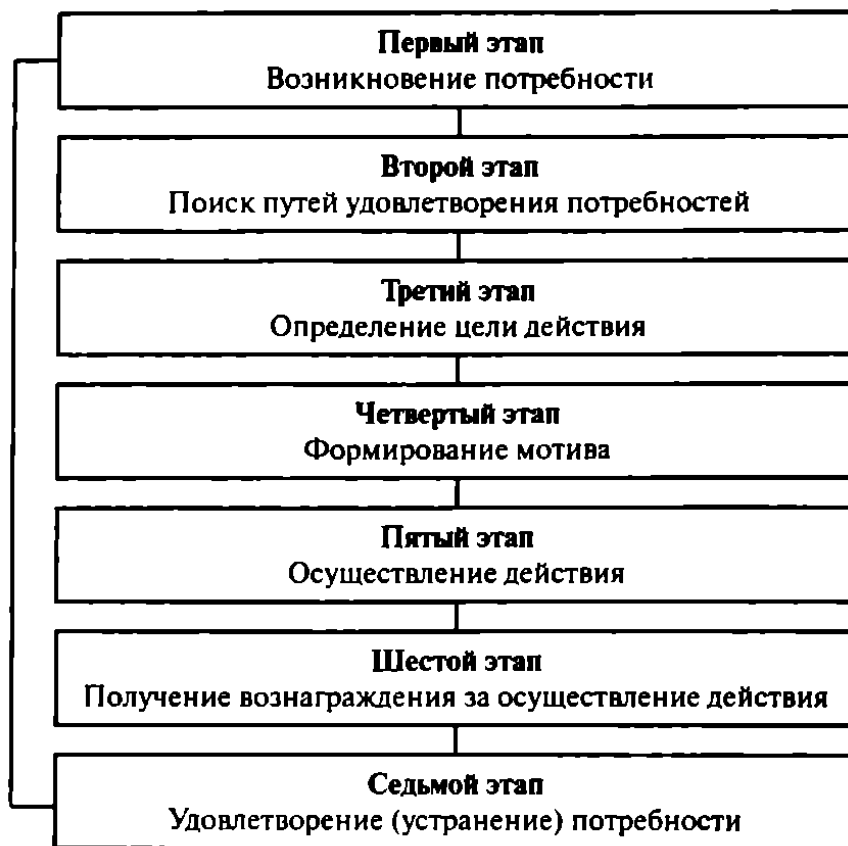 Первый этап
Возникновение потребности
Второй этап
Поиск путей удовлетворения потребностей
Третий этап
Определение цели действия
Четвертый этап
Формирование мотива
Пятый этап
Осуществление действия
Шестой этап
Получение вознаграждения за осуществление действия
Седьмой этап
Удовлетворение (устранение) потребности